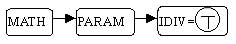 MATH PARAM IDIV = T